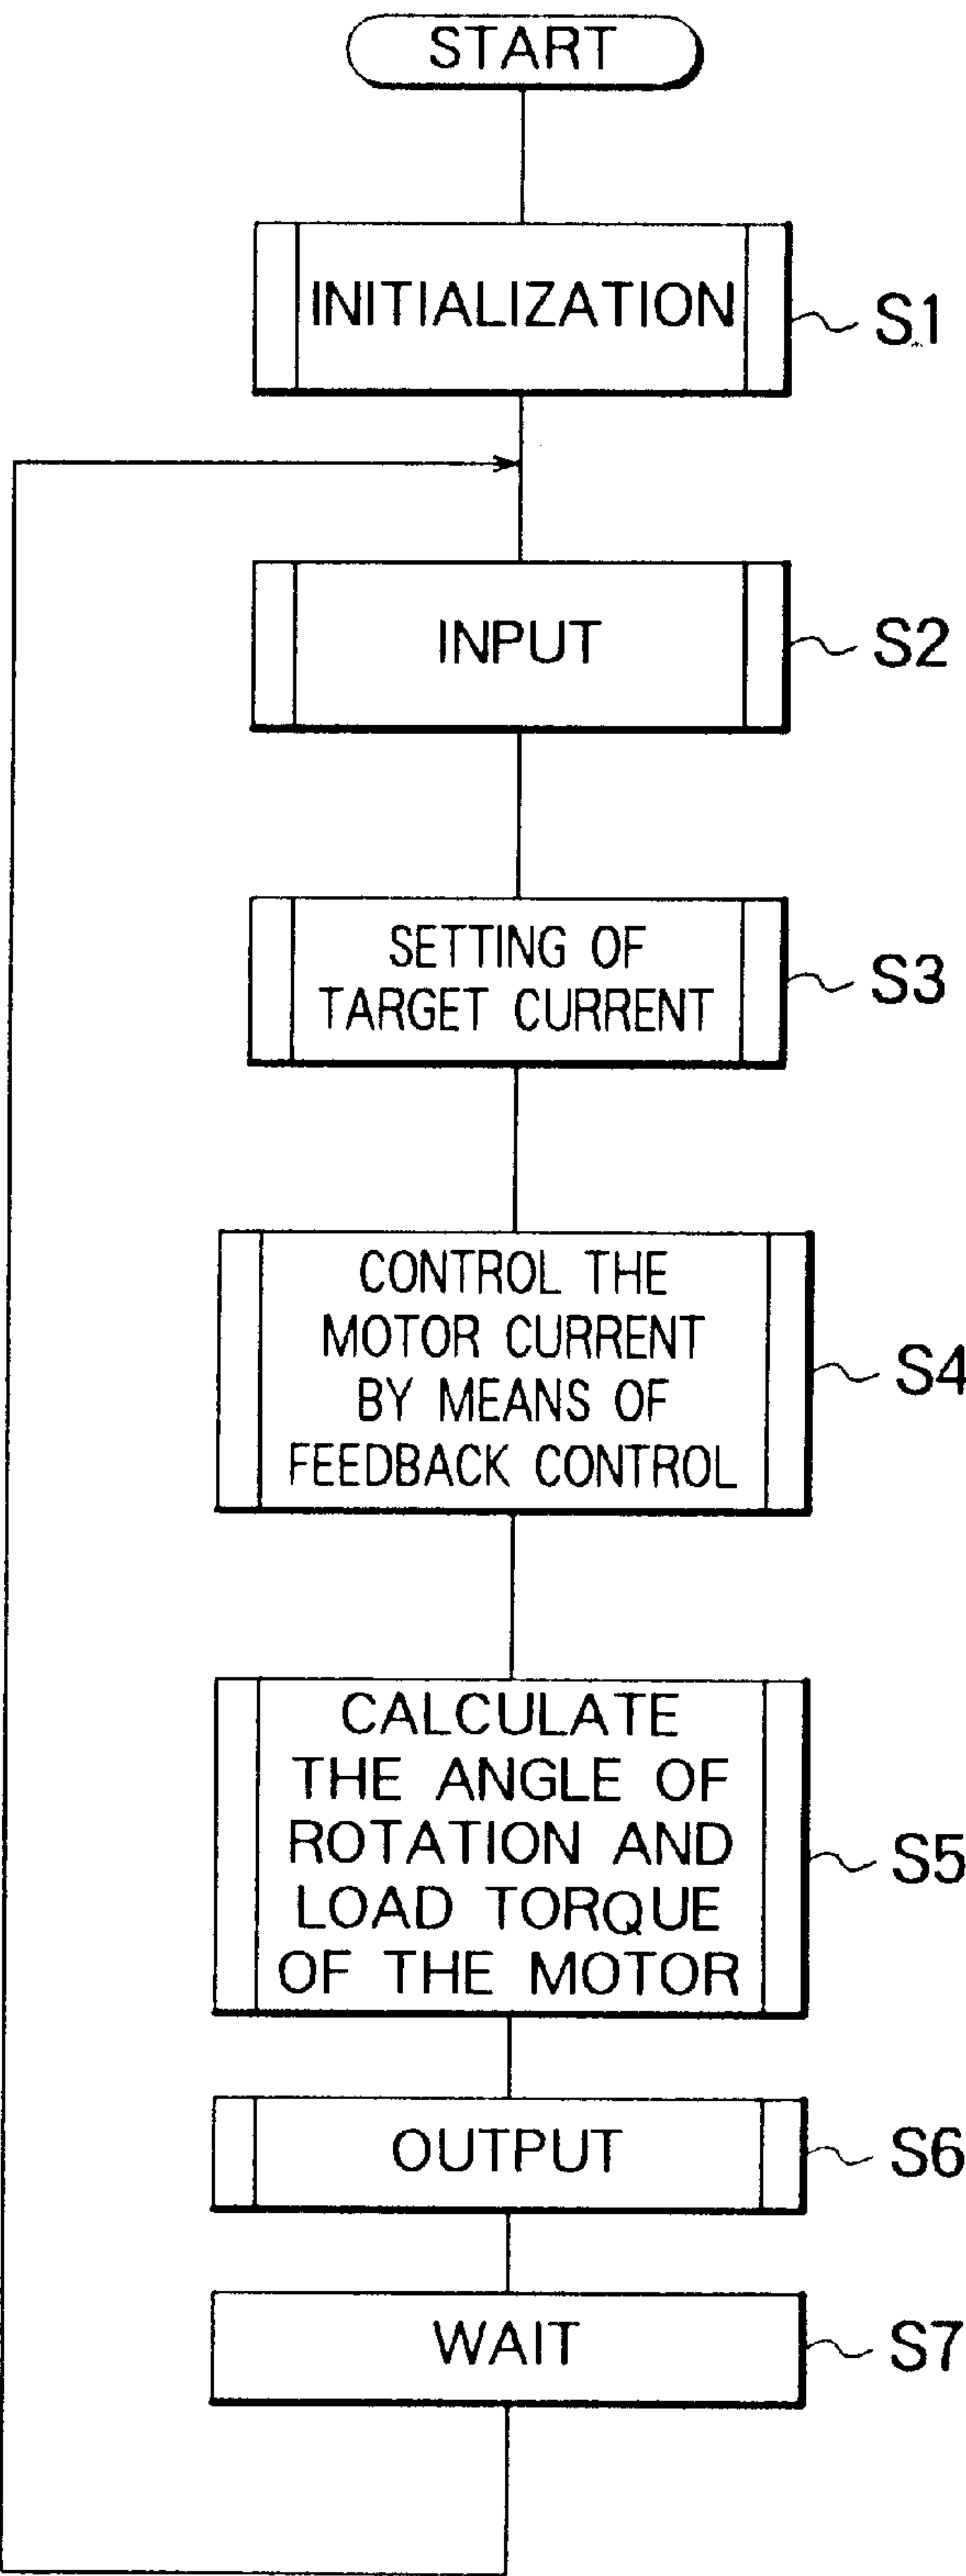 START
INITIALIZATION
S1
INPUT
S2
SETTING OF
TARGET CURRENT
S3
CONTROL THE
MOTOR CURRENT
BY MEANS OF
FEEDBACK CONTROL
S4
CALCULATE
THE ANGLE OF
ROTATION AND
LOAD TORQUE
OF THE MOTOR
S5
OUTPUT
S6
WAIT
S7